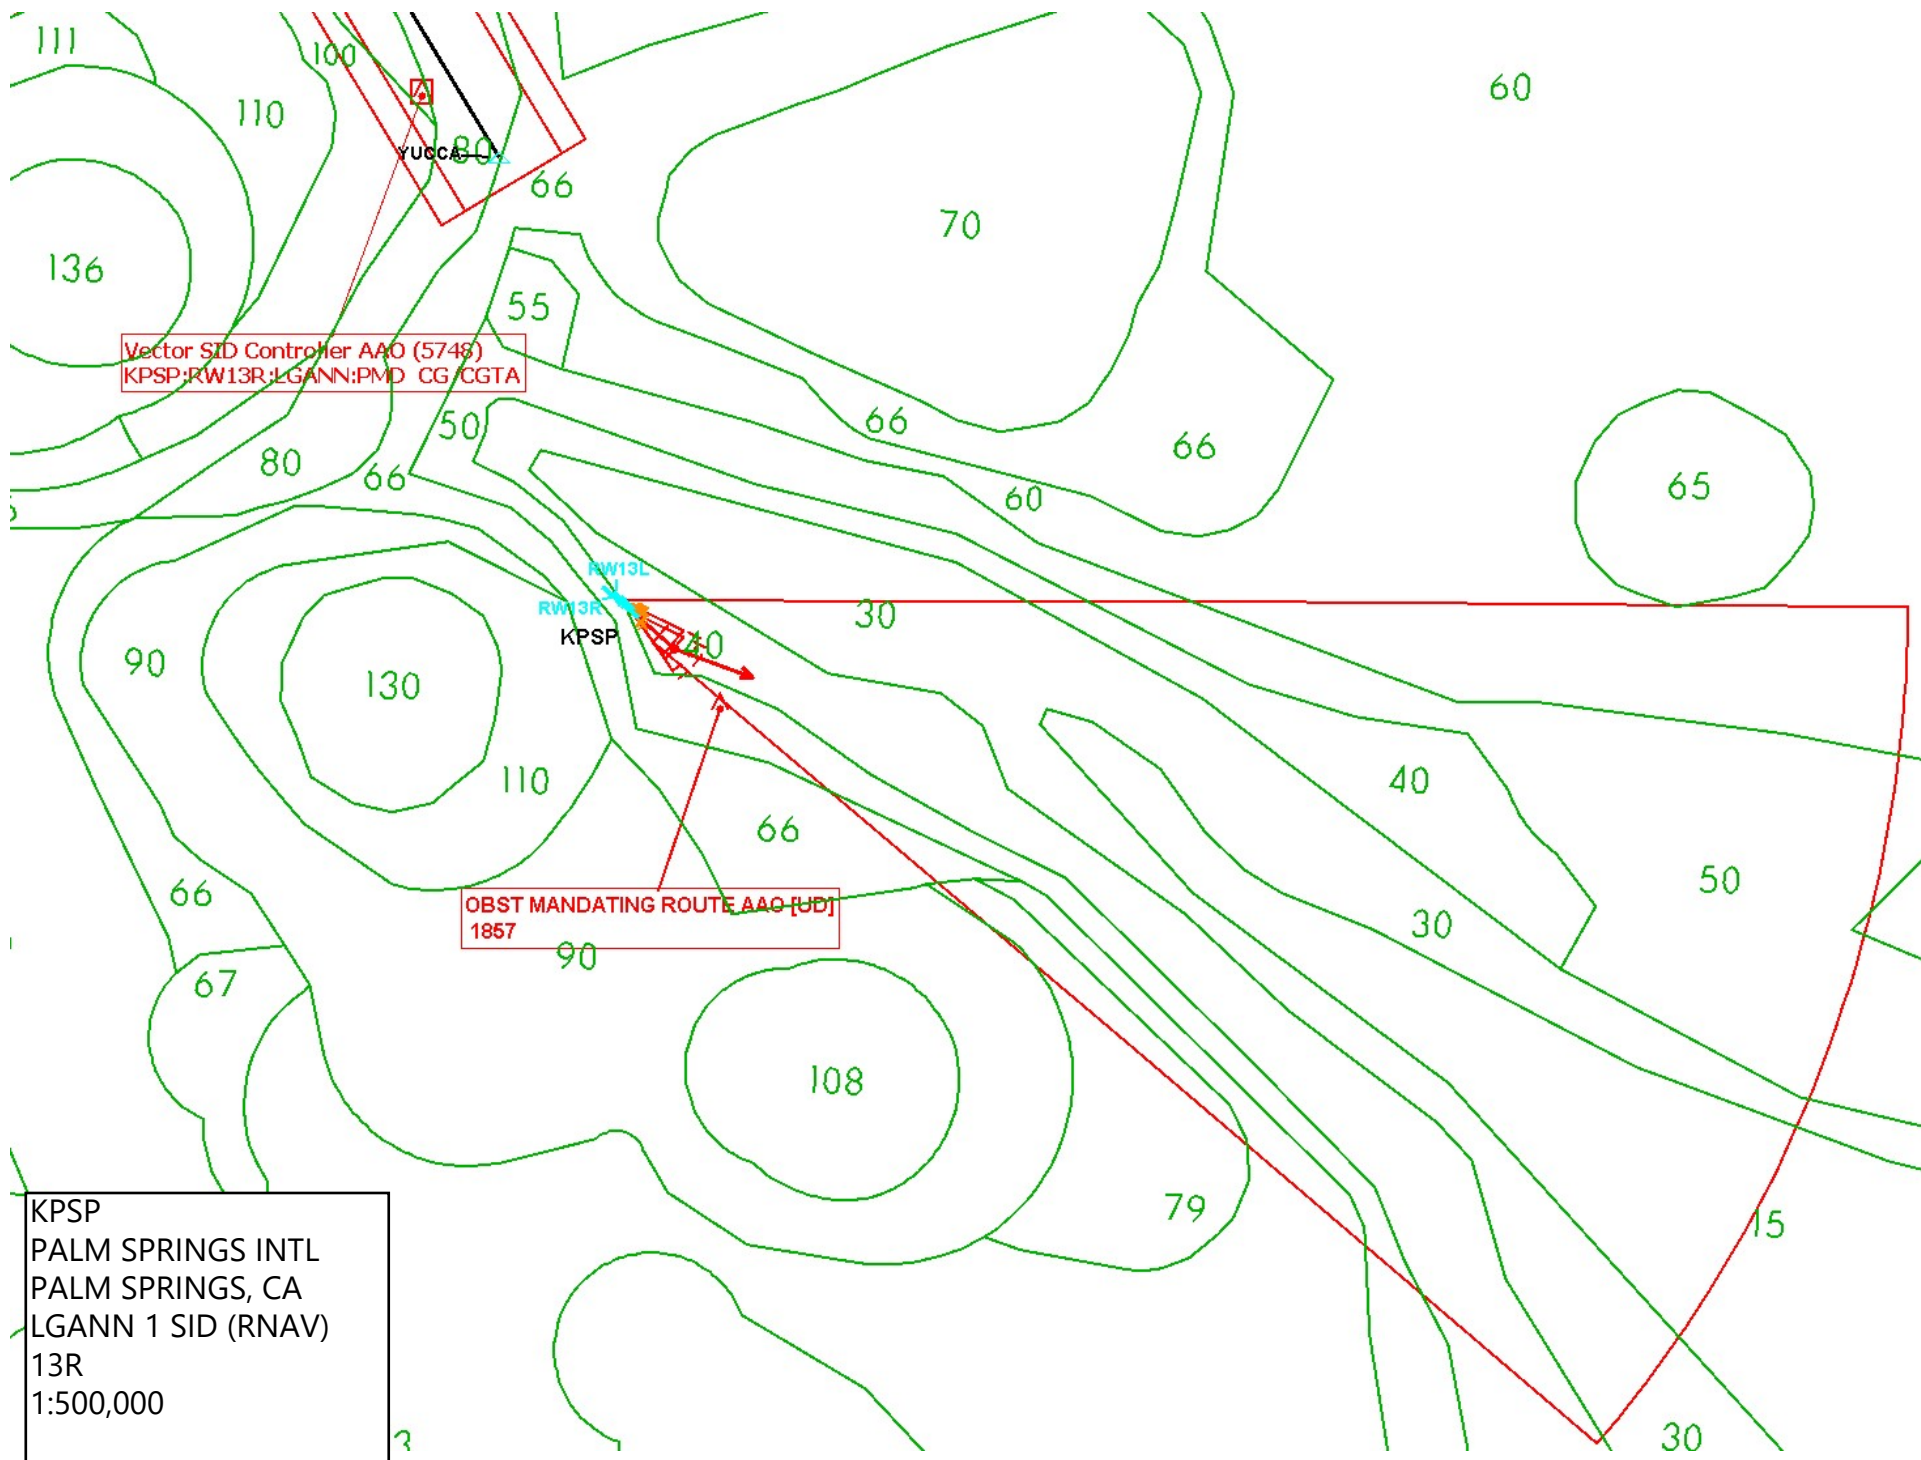 111
100
60
110
YUCCA
80
66
70
136
55
Vector SID Controller AAO (5748)
KPSP:RW13R:LGANN:PMD CG/CGTA
50
66
66
80
66
60
65
RW13L
RW13R
30
KPSP
40
90
130
110
40
66
50
66
OBST MANDATING ROUTE AAO [UD]
1857
30
90
67
108
79
15
KPSP
PALM SPRINGS INTL
PALM SPRINGS, CA
LGANN 1 SID (RNAV)
13R
1:500,000
30